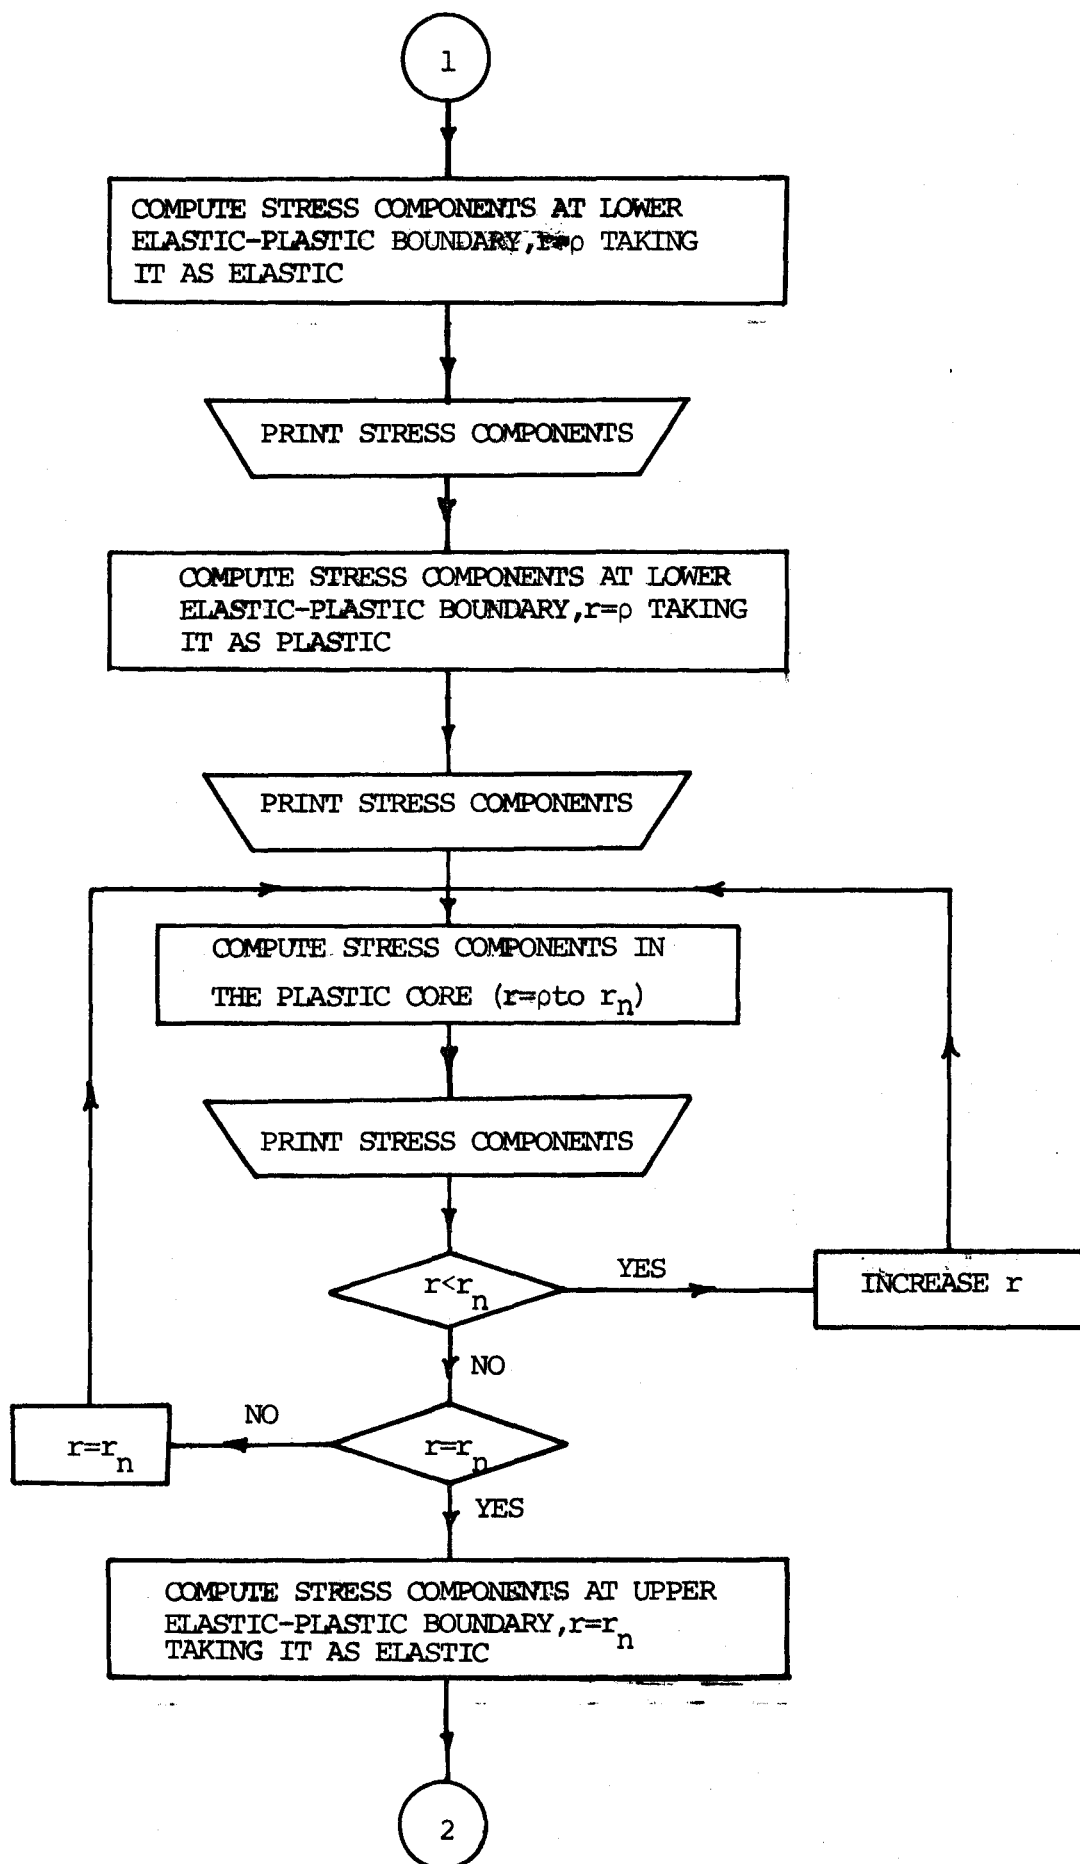 1
COMPUTE STRESS COMPONENTS AT LOWER
ELASTIC-PLASTIC BOUNDARY,r=ρ TAKING
IT AS ELASTIC
PRINT STRESS COMPONENTS
COMPUTE STRESS COMPONENTS AT LOWER
ELASTIC-PLASTIC BOUNDARY,r=ρ TAKING
IT AS PLASTIC
PRINT STRESS COMPONENTS
COMPUTE STRESS COMPONENTS IN
THE PLASTIC CORE (r=ρto rn)
PRINT STRESS COMPONENTS
r<rn
YES
INCREASE r
NO
r=rn
NO
r=rn
YES
COMPUTE STRESS COMPONENTS AT UPPER
ELASTIC-PLASTIC BOUNDARY,r=rn
TAKING IT AS ELASTIC
2